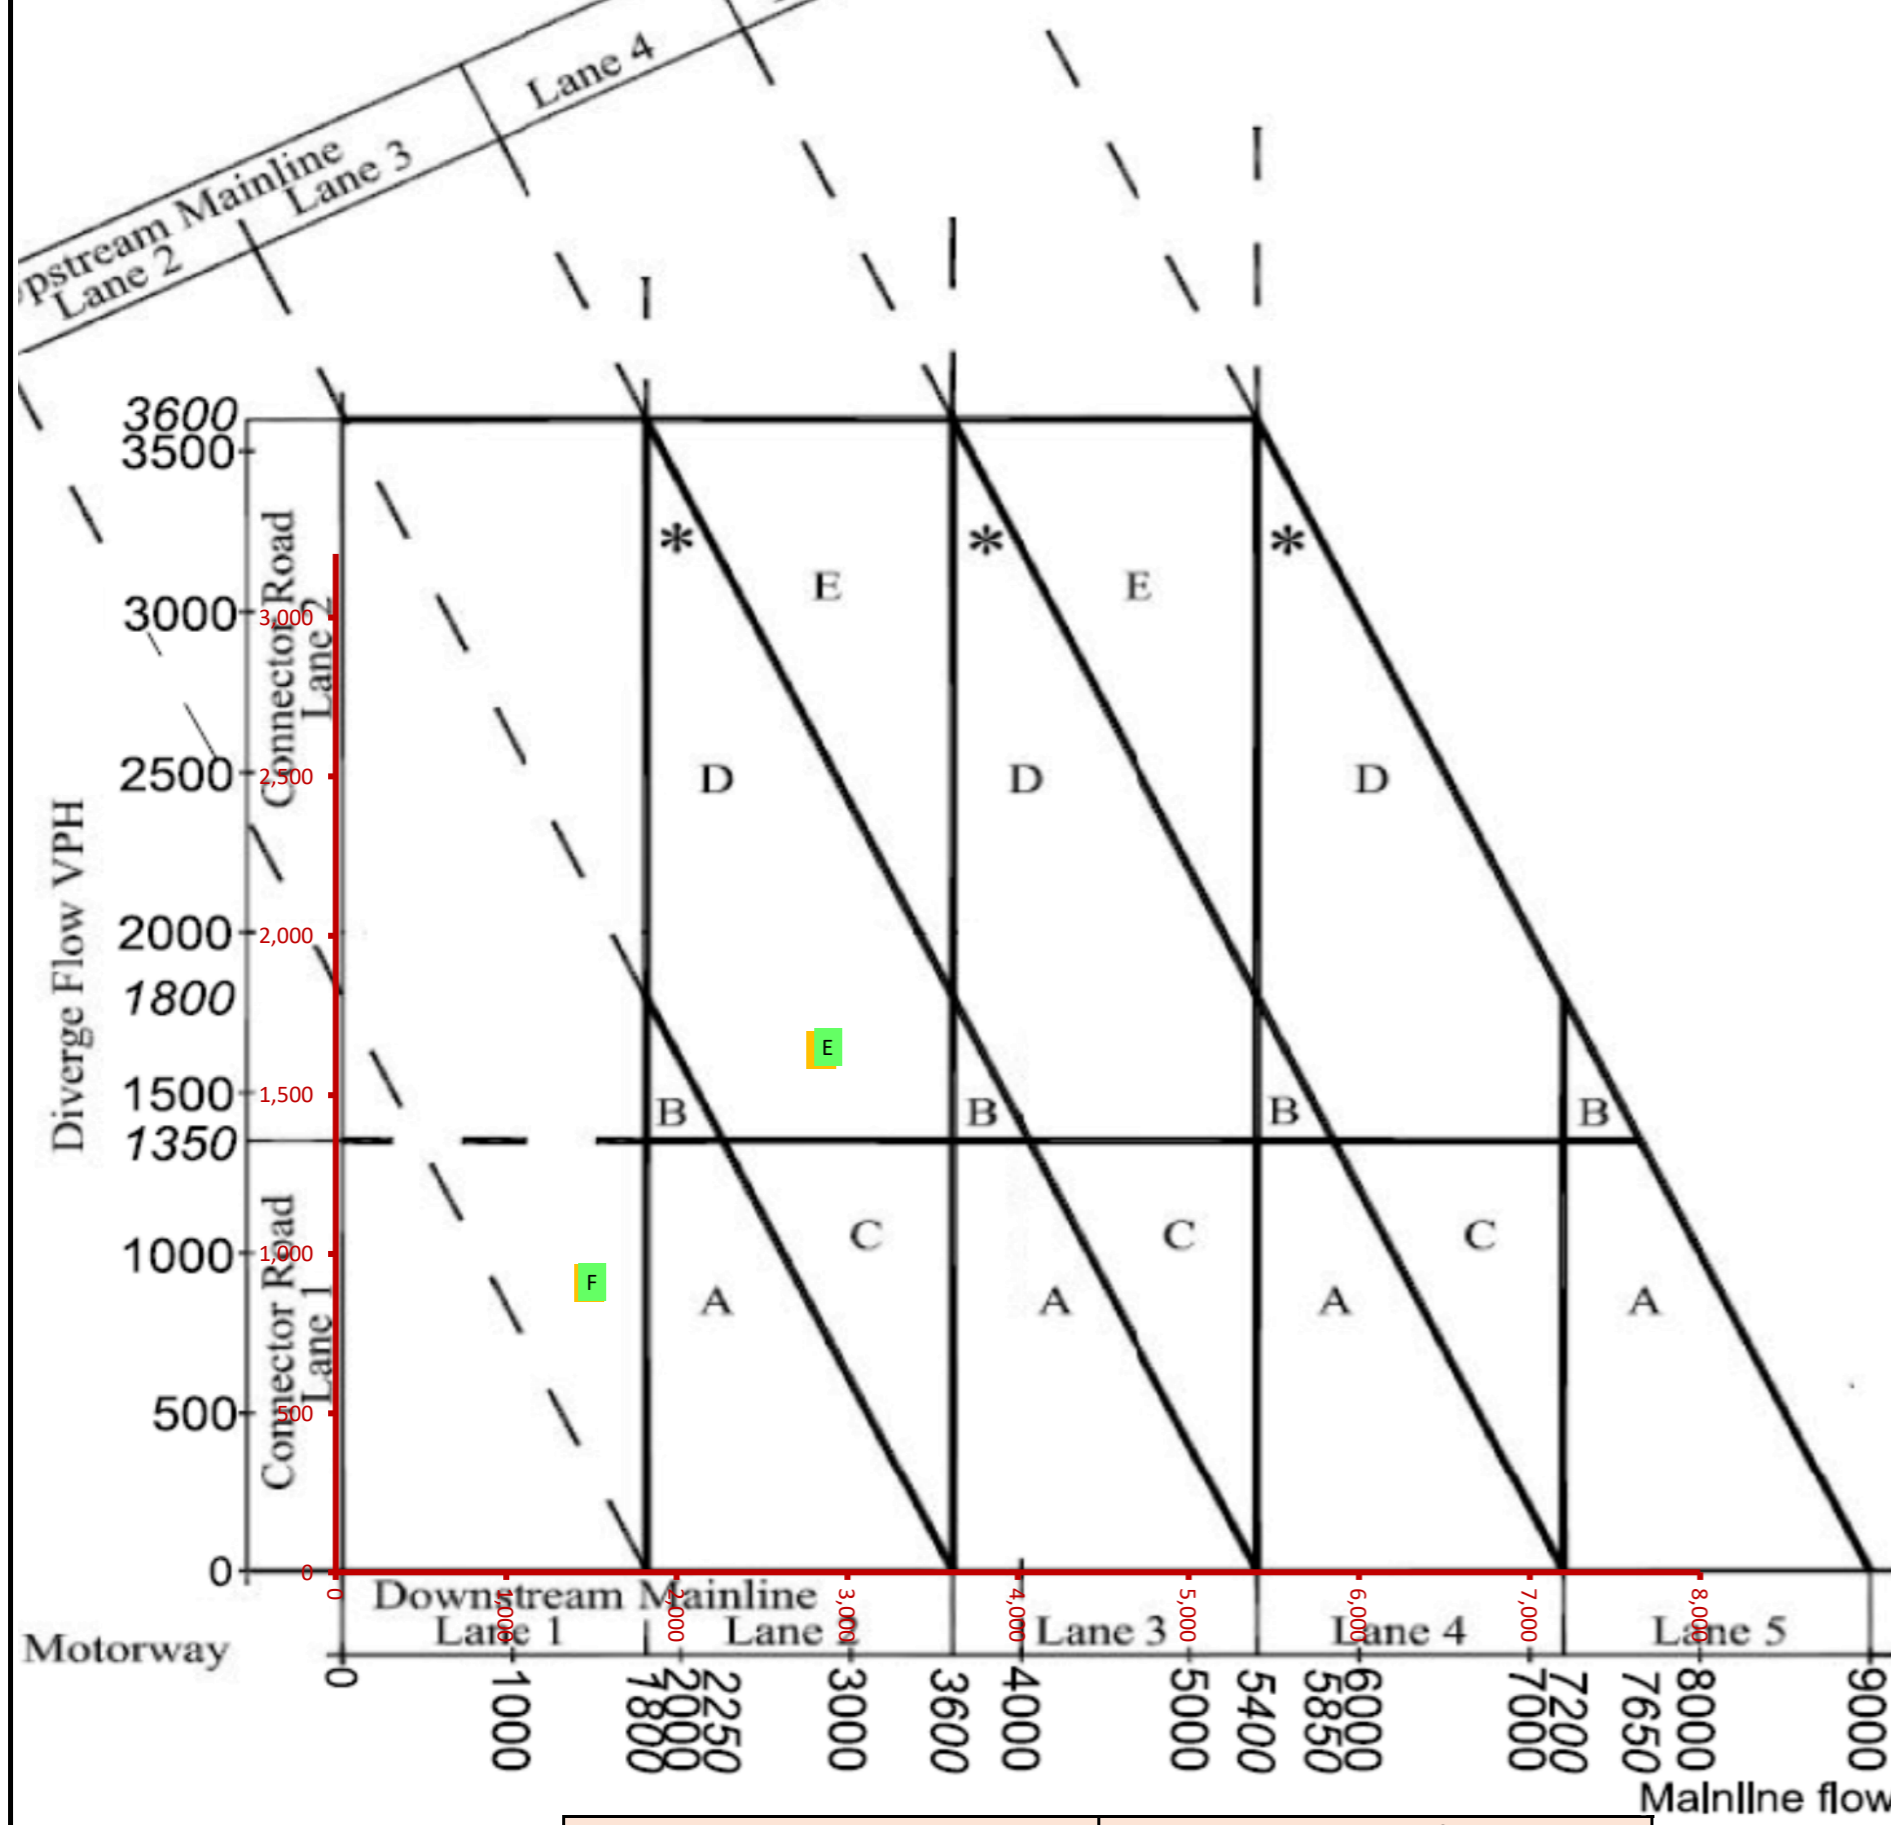 Lane 4
pstream Mainline
Lane 3
Lane 2
3600
3500
3000
2500
2000
1800
1500
1350
1000
500
0
Diverge Flow VPH
Connector Road
Lane 2
Connector Road
Lane 1
3,000
2,500
2,000
1,500
1,000
500
0
* * *
E E
D D D
E
B B B B
C C C
F
A A A A
0 1,000 2,000 3,000 4,000 5,000 6,000 7,000 8,000
Downstream Mainline
Lane 1 Lane 2 Lane 3 Lane 4 Lane 5
Motorway
0 1000 1800 2000 2250 3000 3600 4000 5000 5400 5850 6000 7000 7200 7650 8000 9000
Mainline flow